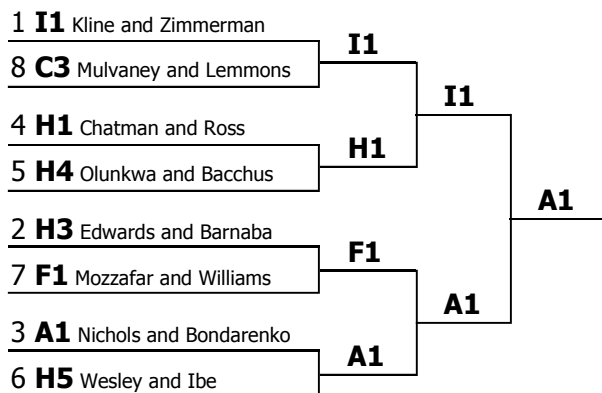 1 I1 Kline and Zimmerman
8 C3 Mulvaney and Lemmons
4 H1 Chatman and Ross
5 H4 Olunkwa and Bacchus
2 H3 Edwards and Barnaba
7 F1 Mozzafar and Williams
3 A1 Nichols and Bondarenko
6 H5 Wesley and Ibe
I1
H1
F1
A1
I1
A1
A1